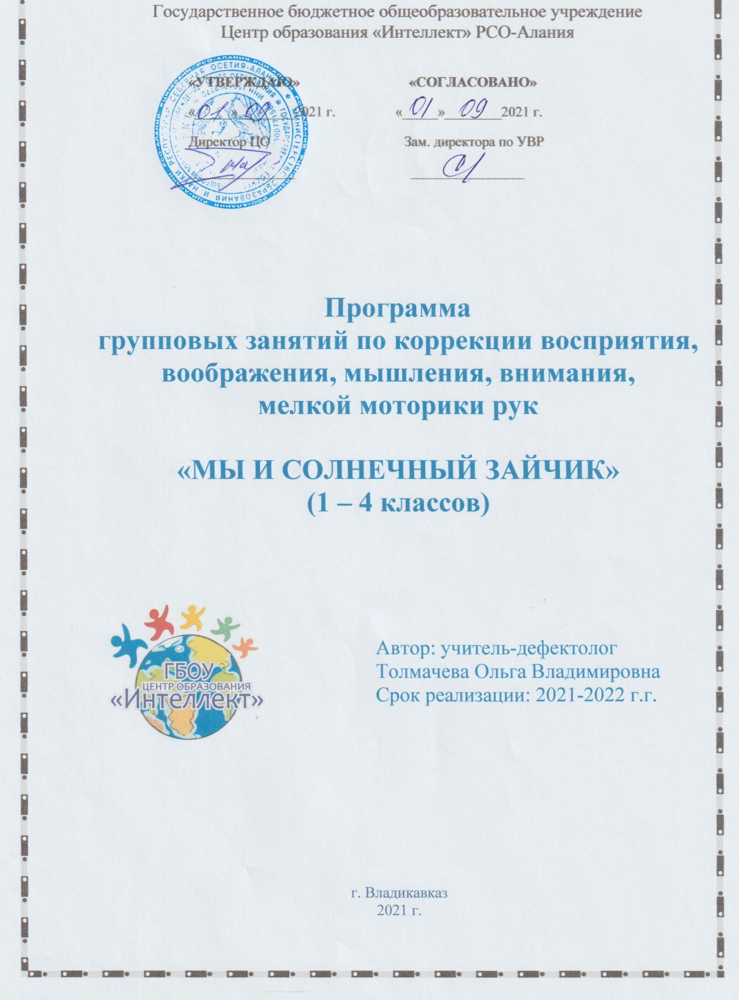 Государственное бюджетное общеобразовательное учреждение
Центр образования «Интеллект» РСО-Алания
«УТВЕРЖДАЮ» «СОГЛАСОВАНО»
«01» 09 2021 г. «01» 09 2021 г.
Директор ЦО Зам. директора по УВР
Программа
групповых занятий по коррекции восприятия,
воображения, мышления, внимания,
мелкой моторики рук
«МЫ И СОЛНЕЧНЫЙ ЗАЙЧИК»
(1 – 4 классов)
ГБОУ
ЦЕНТР ОБРАЗОВАНИЯ
«Интеллект»
Автор: учитель-дефектолог
Толмачева Ольга Владимировна
Срок реализации: 2021-2022 г.г.
г. Владикавказ
2021 г.